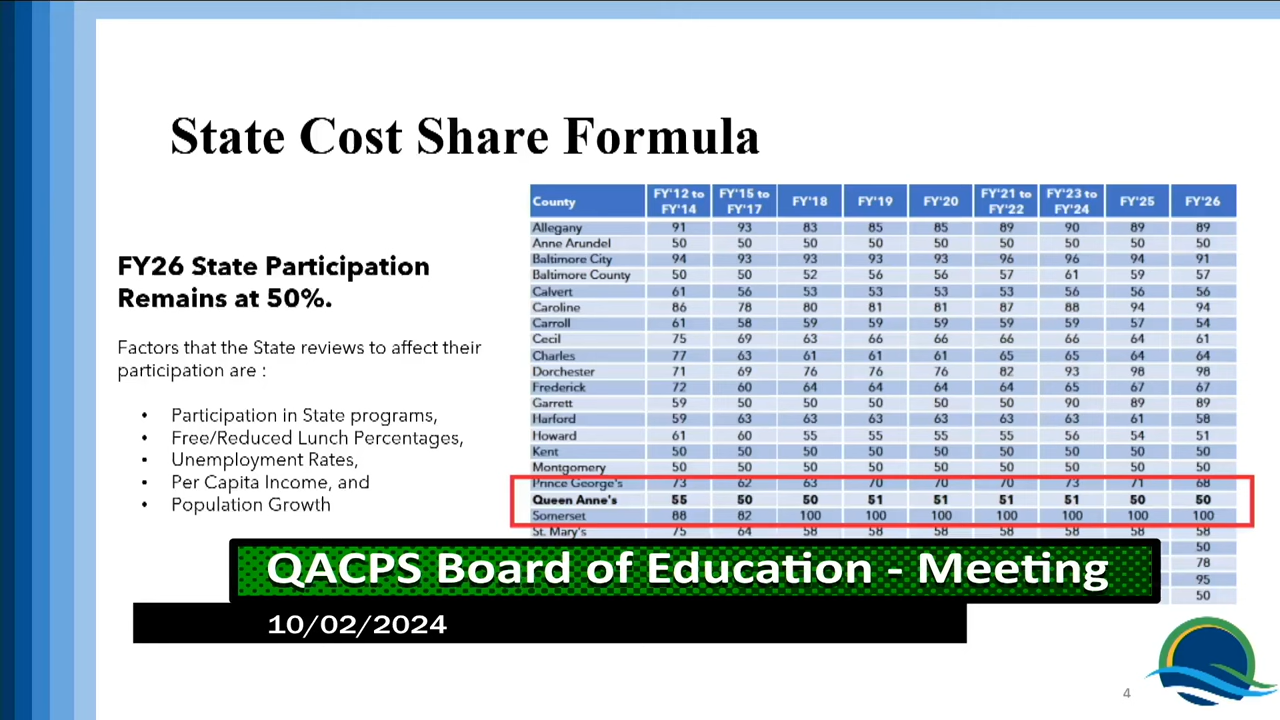 State Cost Share Formula
FY26 State Participation
Remains at 50%.
Factors that the State reviews to affect their
participation are :
• Participation in State programs,
• Free/Reduced Lunch Percentages,
• Unemployment Rates,
• Per Capita Income, and
• Population Growth
County FY'12 to FY'14 FY'15 to FY'17 FY'18 FY'19 FY'20 FY'21 to FY'22 FY'23 to FY'24 FY'25 FY'26
Allegany 91 93 83 85 85 89 90 89 89
Anne Arundel 50 50 50 50 50 50 50 50 50
Baltimore City 94 93 93 93 93 96 96 94 91
Baltimore County 50 50 52 56 56 57 61 59 57
Calvert 61 56 53 53 53 53 56 56 56
Caroline 86 78 80 81 81 87 88 94 94
Carroll 61 58 59 59 59 59 59 57 54
Cecil 75 69 63 66 66 66 66 64 61
Charles 77 63 61 61 61 65 65 64 64
Dorchester 71 69 76 76 76 82 93 98 98
Frederick 72 60 64 64 64 64 65 67 67
Garrett 59 50 50 50 50 50 90 89 89
Harford 59 63 63 63 63 63 63 61 58
Howard 61 60 55 55 55 55 56 54 51
Kent 50 50 50 50 50 50 50 50 50
Montgomery 50 50 50 50 50 50 50 50 50
Prince George's 73 62 63 70 70 70 73 71 68
Queen Anne's 55 50 50 51 51 51 51 50 50
Somerset 88 82 100 100 100 100 100 100 100
St. Mary's 75 64 58 58 58 58 58 58 58
50
78
95
50
QACPS Board of Education - Meeting
10/02/2024
4